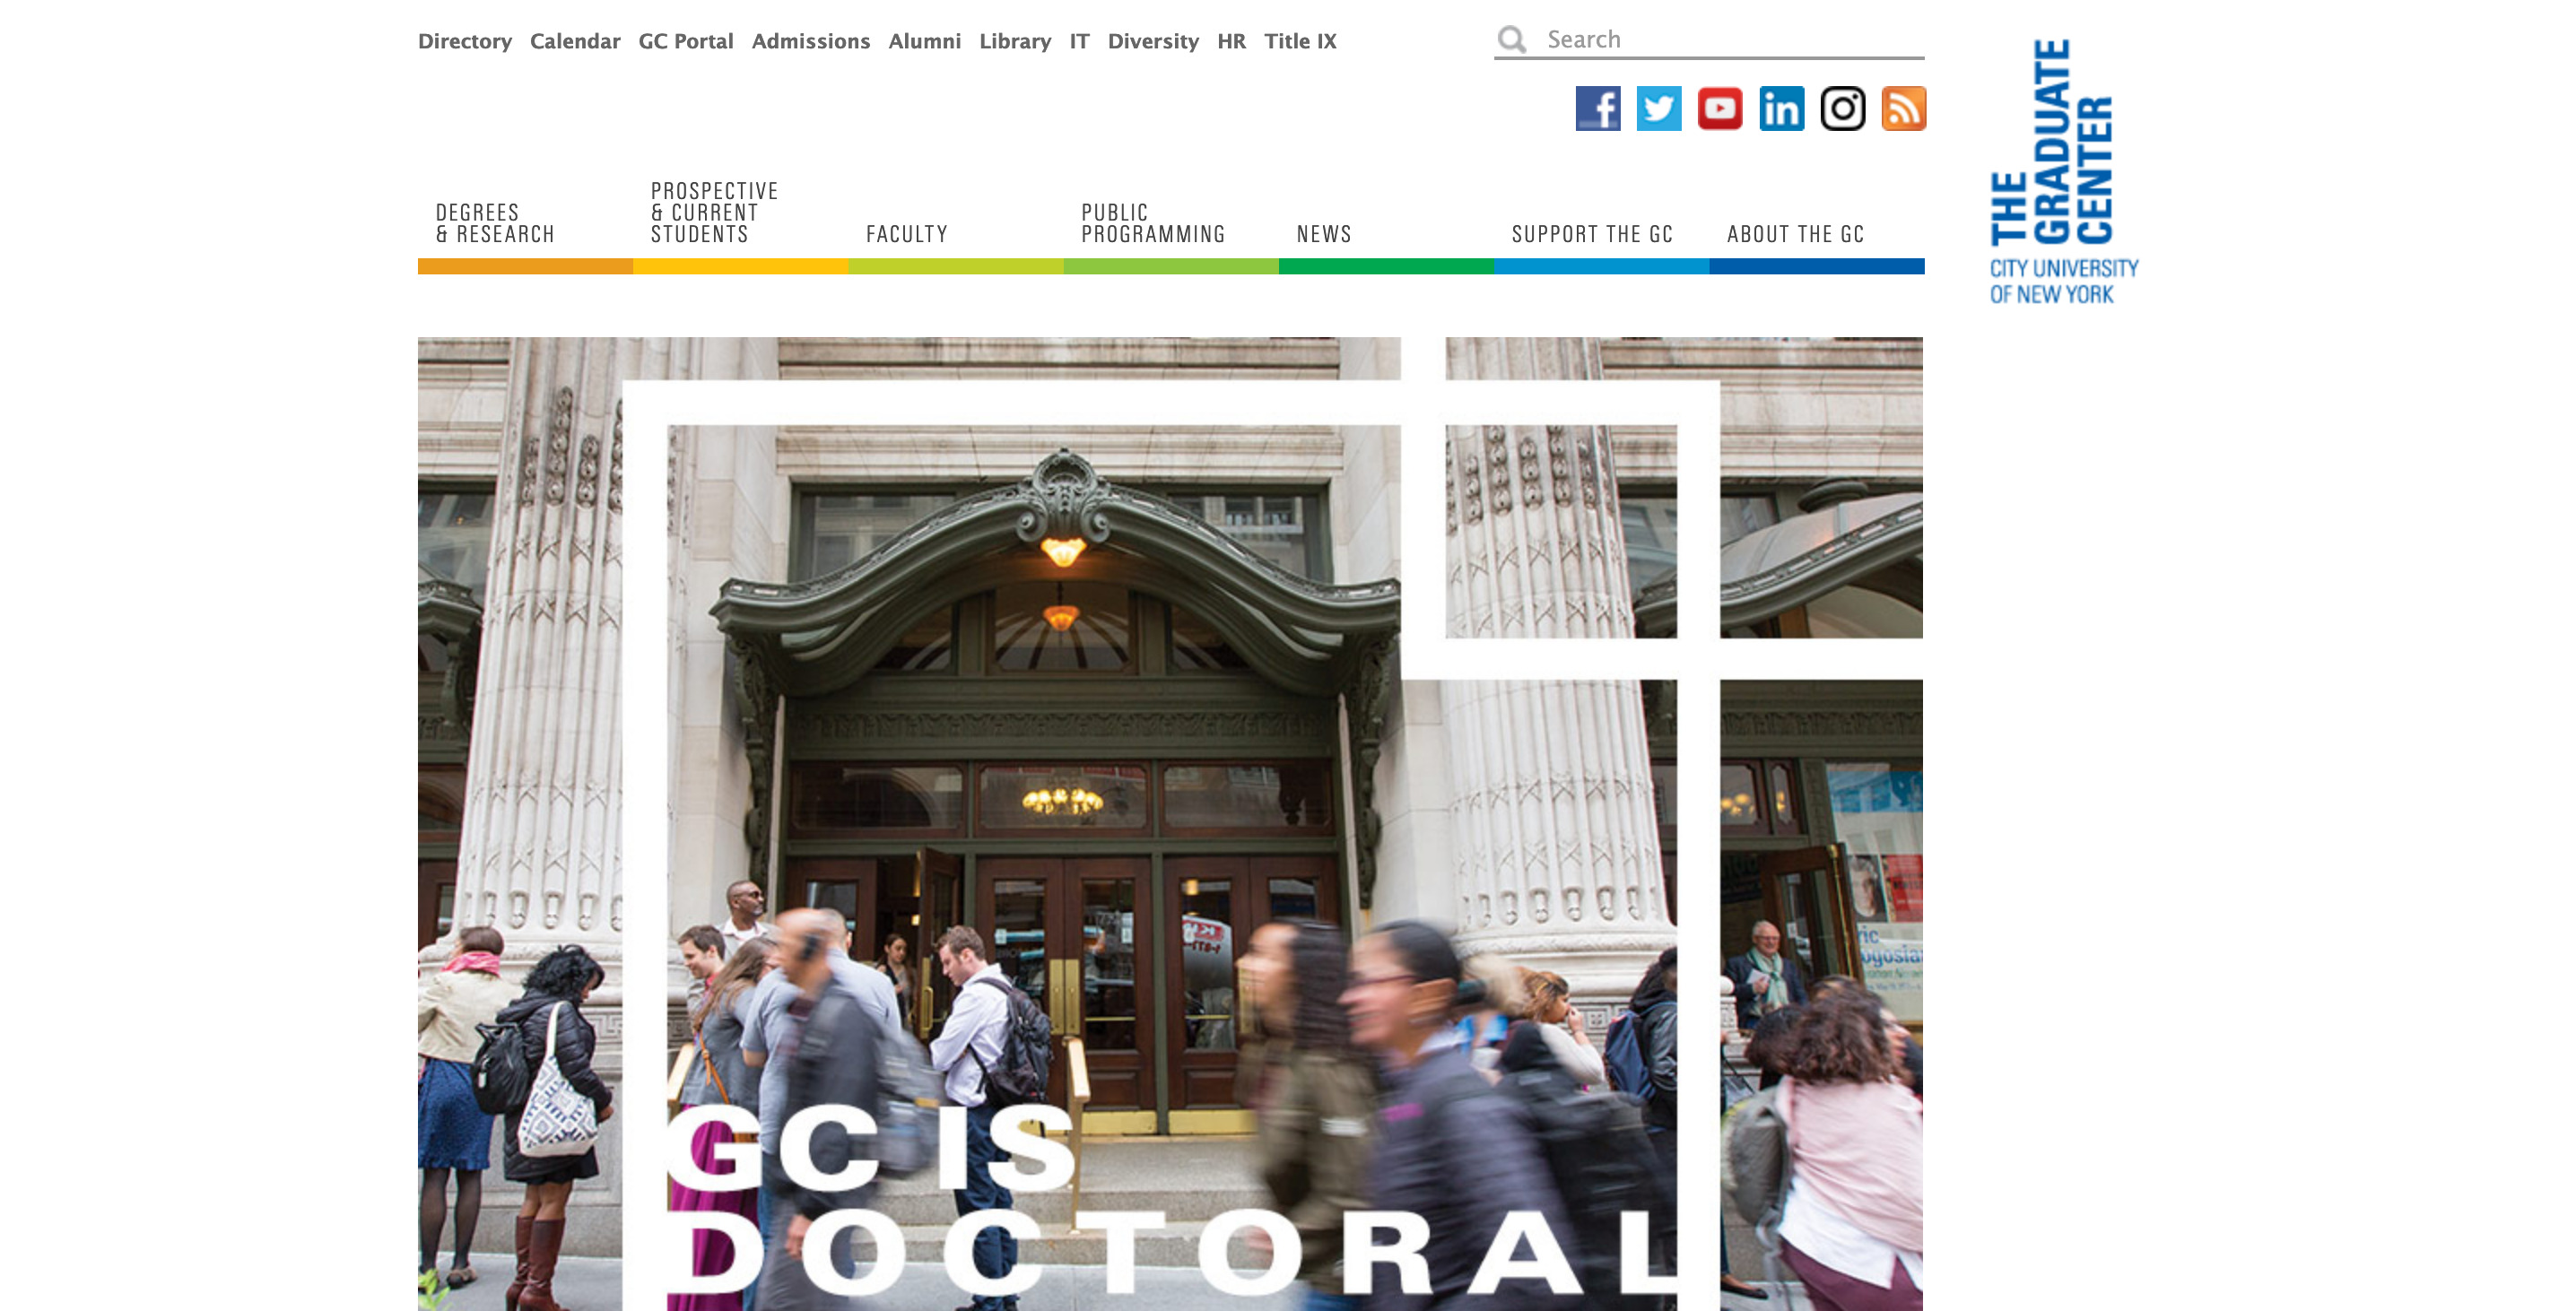 Directory Calendar GC Portal Admissions Alumni Library IT Diversity HR Title IX
Search
THE
GRADUATE
CENTER
CITY UNIVERSITY
OF NEW YORK
DEGREES
& RESEARCH
PROSPECTIVE
& CURRENT
STUDENTS
FACULTY
PUBLIC
PROGRAMMING
NEWS
SUPPORT THE GC
ABOUT THE GC
GC IS
DOCTORAL